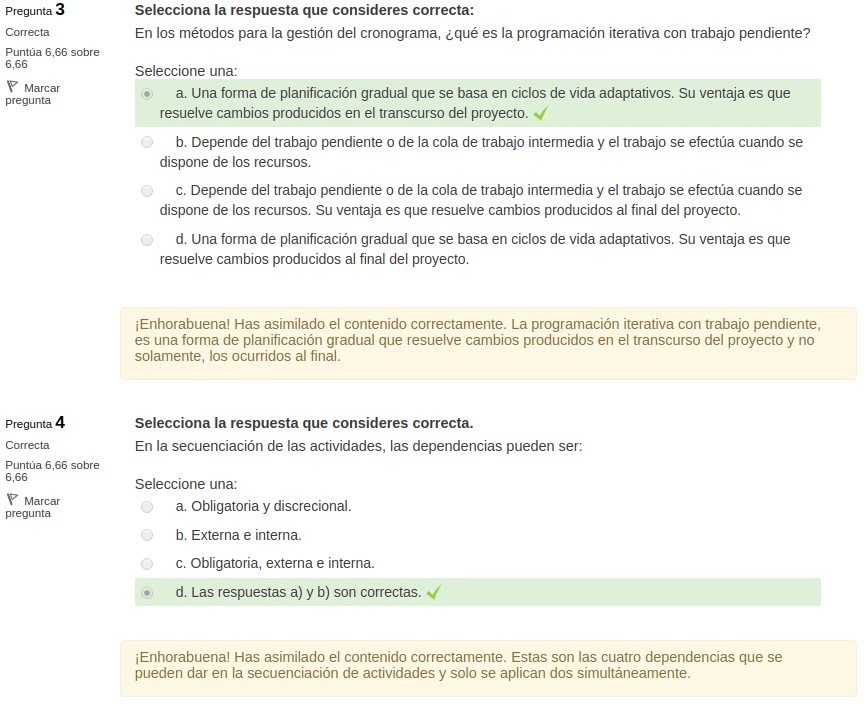 Pregunta 3
Correcta
Puntúa 6,66 sobre
6,66
Marcar
pregunta
Selecciona la respuesta que consideres correcta:
En los métodos para la gestión del cronograma, ¿qué es la programación iterativa con trabajo pendiente?
Seleccione una:
a. Una forma de planificación gradual que se basa en ciclos de vida adaptativos. Su ventaja es que
resuelve cambios producidos en el transcurso del proyecto.
b. Depende del trabajo pendiente o de la cola de trabajo intermedia y el trabajo se efectúa cuando se
dispone de los recursos.
c. Depende del trabajo pendiente o de la cola de trabajo intermedia y el trabajo se efectúa cuando se
dispone de los recursos. Su ventaja es que resuelve cambios producidos al final del proyecto.
d. Una forma de planificación gradual que se basa en ciclos de vida adaptativos. Su ventaja es que
resuelve cambios producidos al final del proyecto.
¡Enhorabuena! Has asimilado el contenido correctamente. La programación iterativa con trabajo pendiente,
es una forma de planificación gradual que resuelve cambios producidos en el transcurso del proyecto y no
solamente, los ocurridos al final.
Pregunta 4
Correcta
Puntúa 6,66 sobre
6,66
Marcar
pregunta
Selecciona la respuesta que consideres correcta.
En la secuenciación de las actividades, las dependencias pueden ser:
Seleccione una:
a. Obligatoria y discrecional.
b. Externa e interna.
c. Obligatoria, externa e interna.
d. Las respuestas a) y b) son correctas.
¡Enhorabuena! Has asimilado el contenido correctamente. Estas son las cuatro dependencias que se
pueden dar en la secuenciación de actividades y solo se aplican dos simultáneamente.